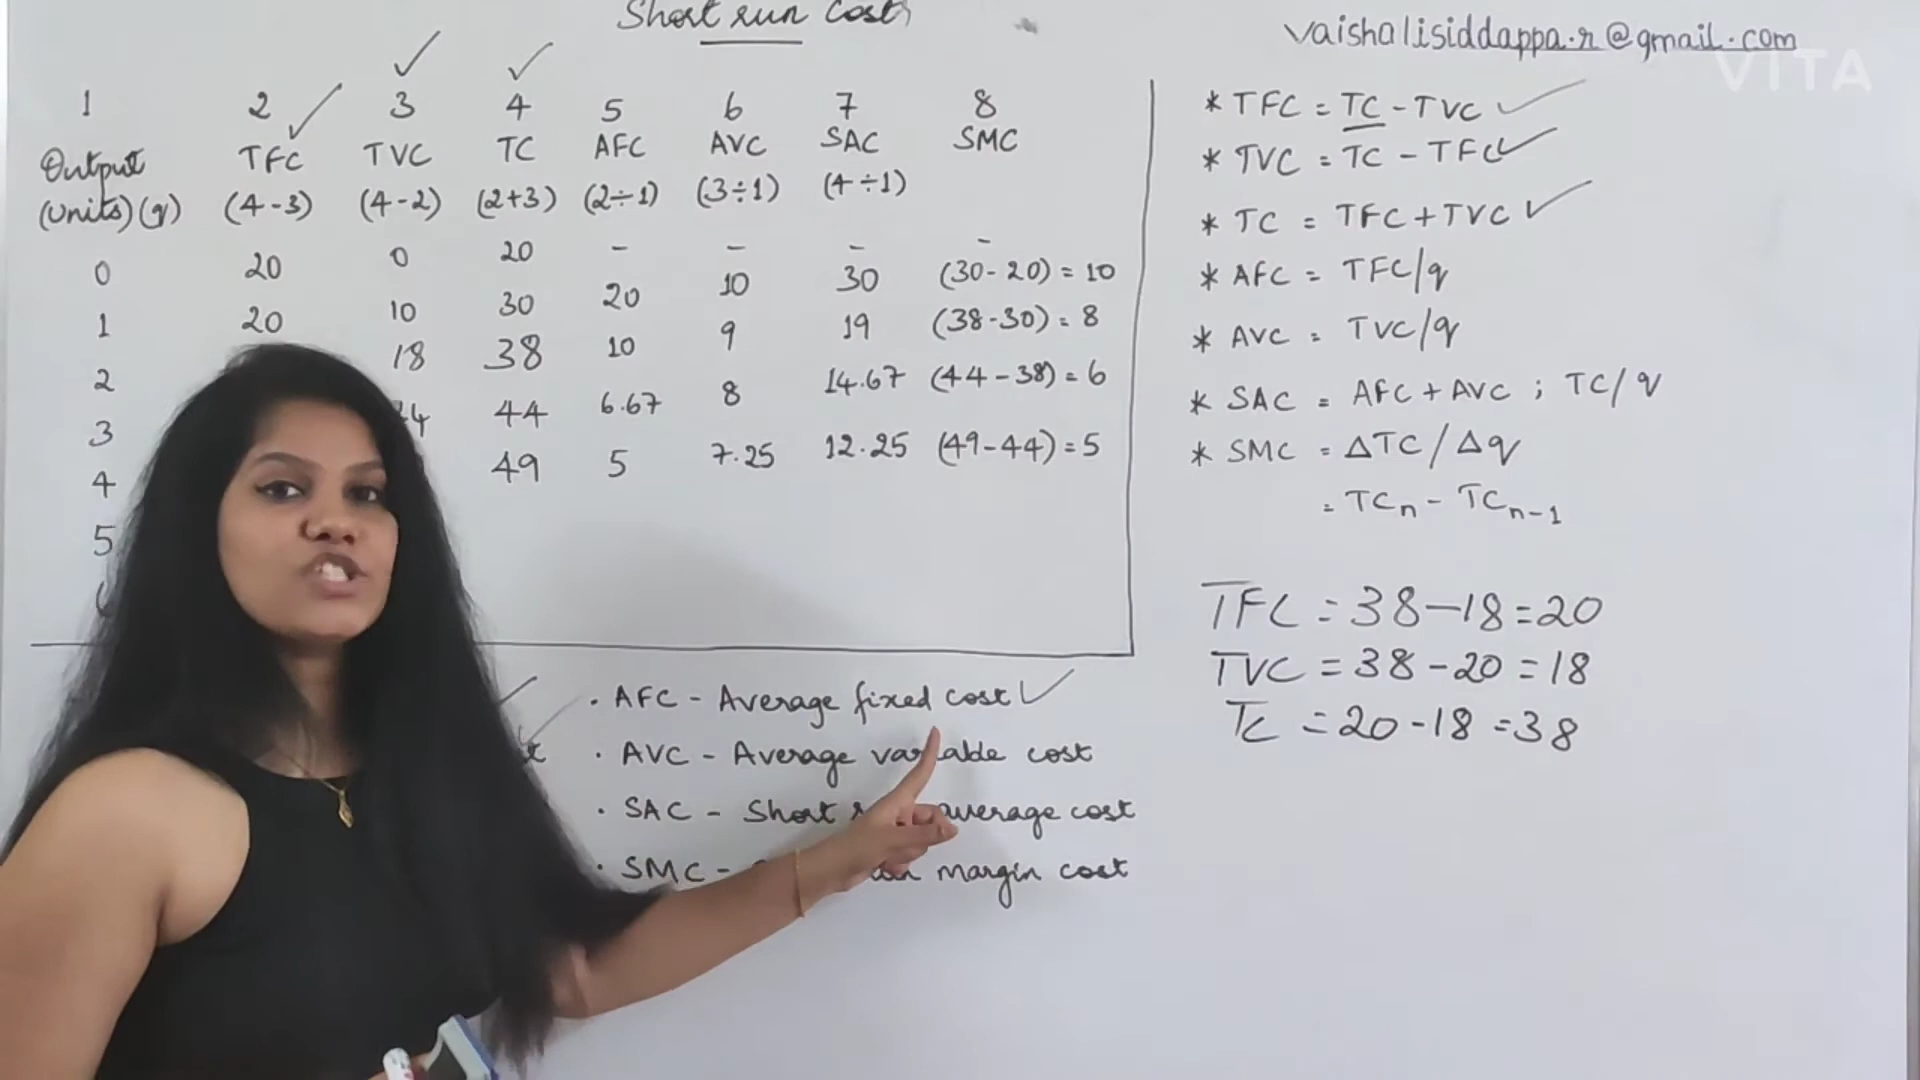 Short run Costs
vaishalisiddappa.r@gmail.com
VITA
1 2 3 4 5 6 7 8
Output TFC TVC TC AFC AVC SAC SMC
(units)(q) (4-3) (4-2) (2+3) (2÷1) (3÷1) (4÷1)
0 20 0 20 - - - -
1 20 10 30 20 10 30 (30-20) = 10
2 18 38 10 9 19 (38-30) = 8
3 44 6.67 8 14.67 (44-38) = 6
4 49 5 7.25 12.25 (49-44) = 5
5
* TFC = TC - TVC
* TVC = TC - TFC
* TC = TFC + TVC
* AFC = TFC/q
* AVC = TVC/q
* SAC = AFC + AVC ; TC/q
* SMC = ΔTC/Δq
= TCn - TCn-1
TFC = 38-18=20
TVC = 38-20=18
TC = 20-18 =38
· AFC - Average fixed cost
· AVC - Average variable cost
· SAC - Short average cost
· SMC - margin cost